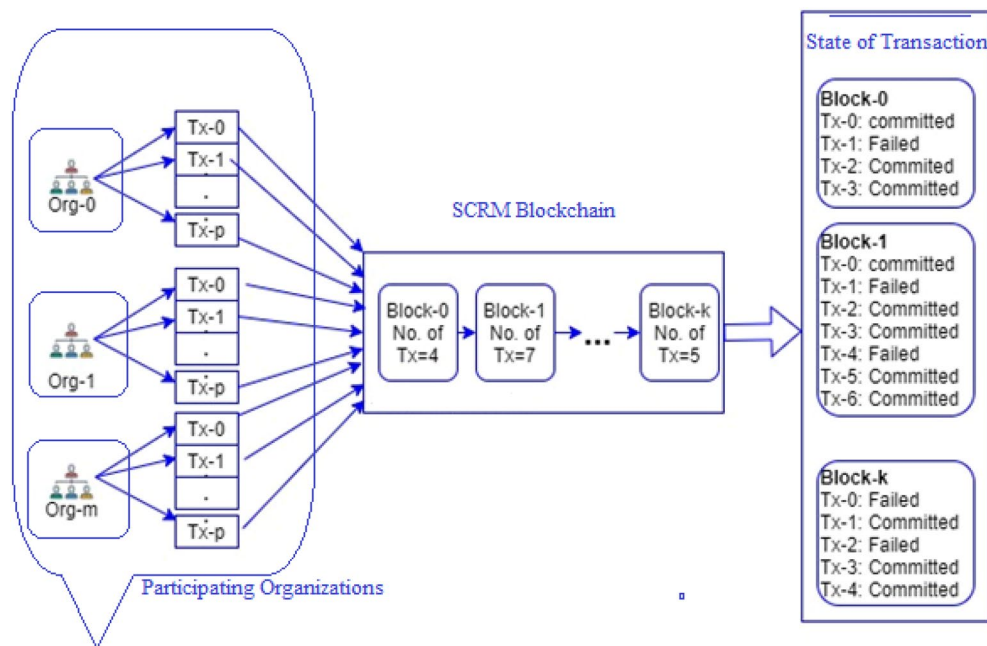 Org-0
Tx-0
Tx-1
.
Tx-p
Org-1
Tx-0
Tx-1
.
Tx-p
Org-m
Tx-0
Tx-1
.
Tx-p
Participating Organizations
SCRM Blockchain
Block-0
No. of
Tx=4
Block-1
No. of
Tx=7
...
Block-k
No. of
Tx=5
State of Transaction
Block-0
Tx-0: committed
Tx-1: Failed
Tx-2: Commited
Tx-3: Committed
Block-1
Tx-0: committed
Tx-1: Failed
Tx-2: Committed
Tx-3: Committed
Tx-4: Failed
Tx-5: Committed
Tx-6: Committed
Block-k
Tx-0: Failed
Tx-1: Committed
Tx-2: Failed
Tx-3: Committed
Tx-4: Committed